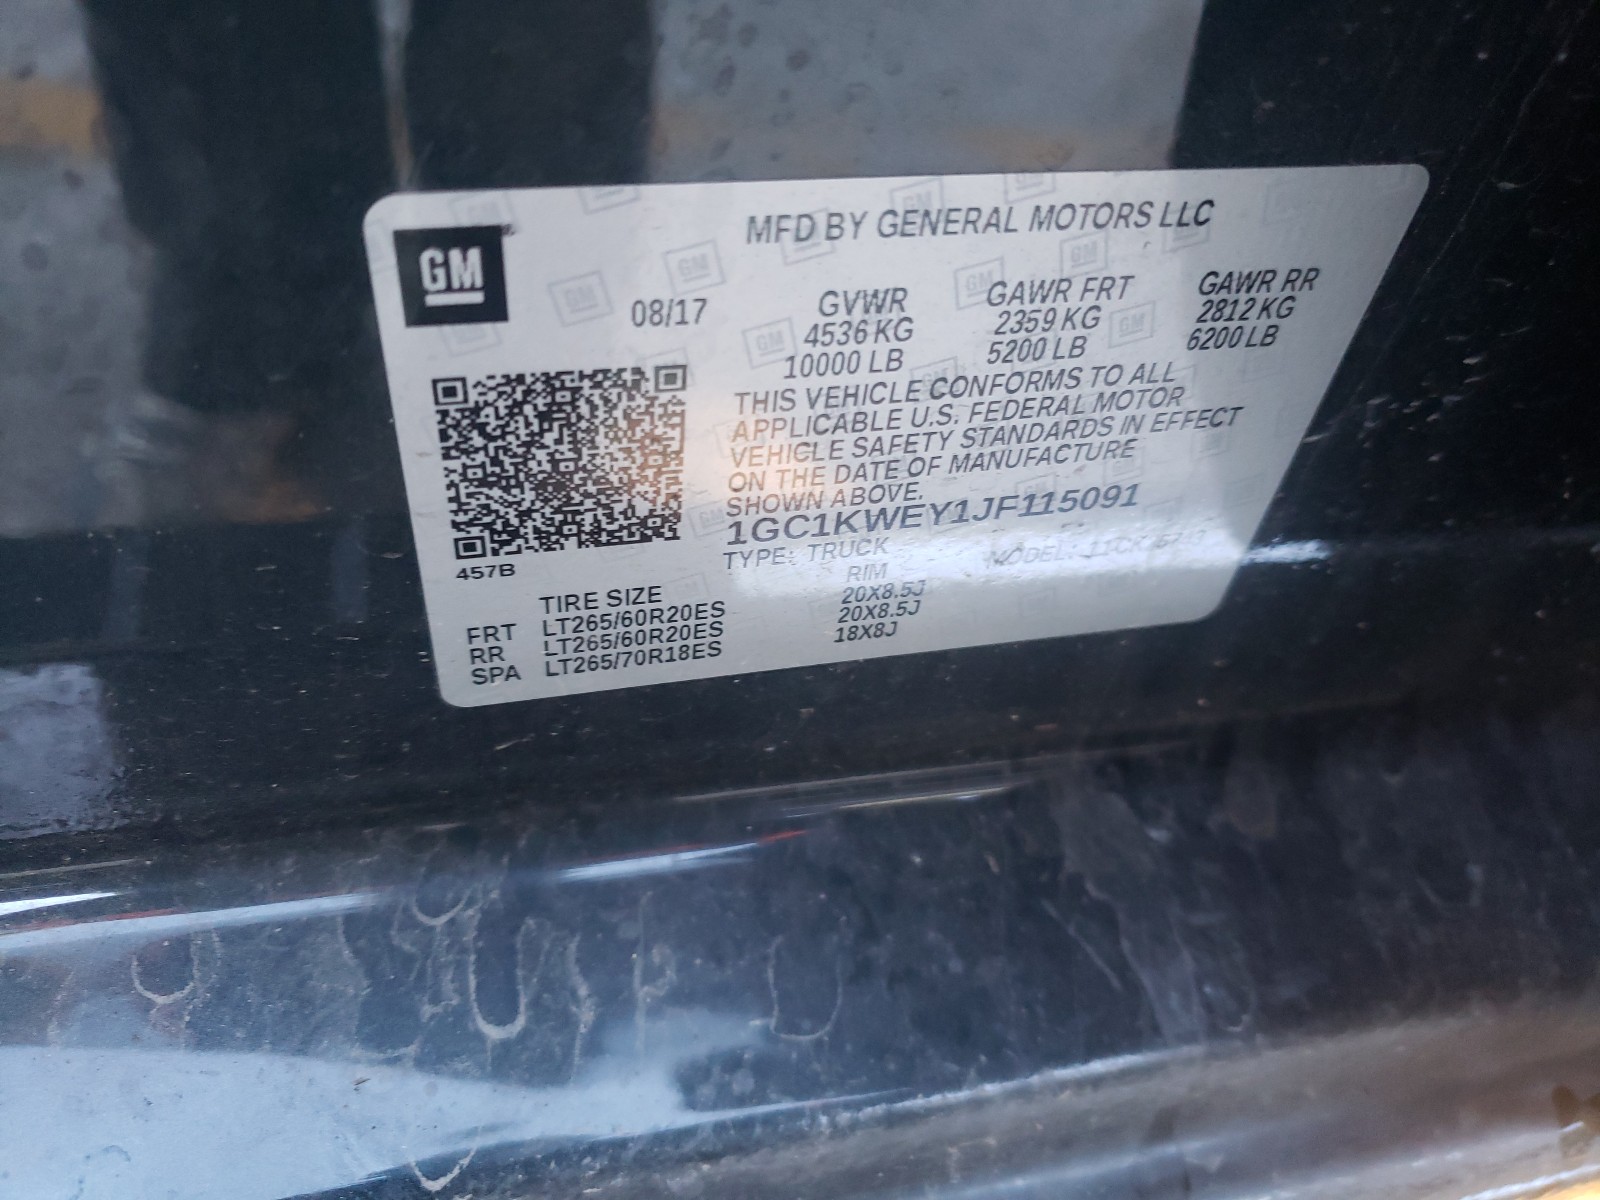 GM
MFD BY GENERAL MOTORS LLC
08/17
GVWR GAWR FRT GAWR RR
4536 KG 2359 KG 2812 KG
10000 LB 5200 LB 6200 LB
THIS VEHICLE CONFORMS TO ALL
APPLICABLE U.S. FEDERAL MOTOR
VEHICLE SAFETY STANDARDS IN EFFECT
ON THE DATE OF MANUFACTURE
SHOWN ABOVE.
1GC1KWEY1JF115091
TYPE: TRUCK MODEL:
457B
TIRE SIZE RIM
FRT LT265/60R20ES 20X8.5J
RR LT265/60R20ES 20X8.5J
SPA LT265/70R18ES 18X8J